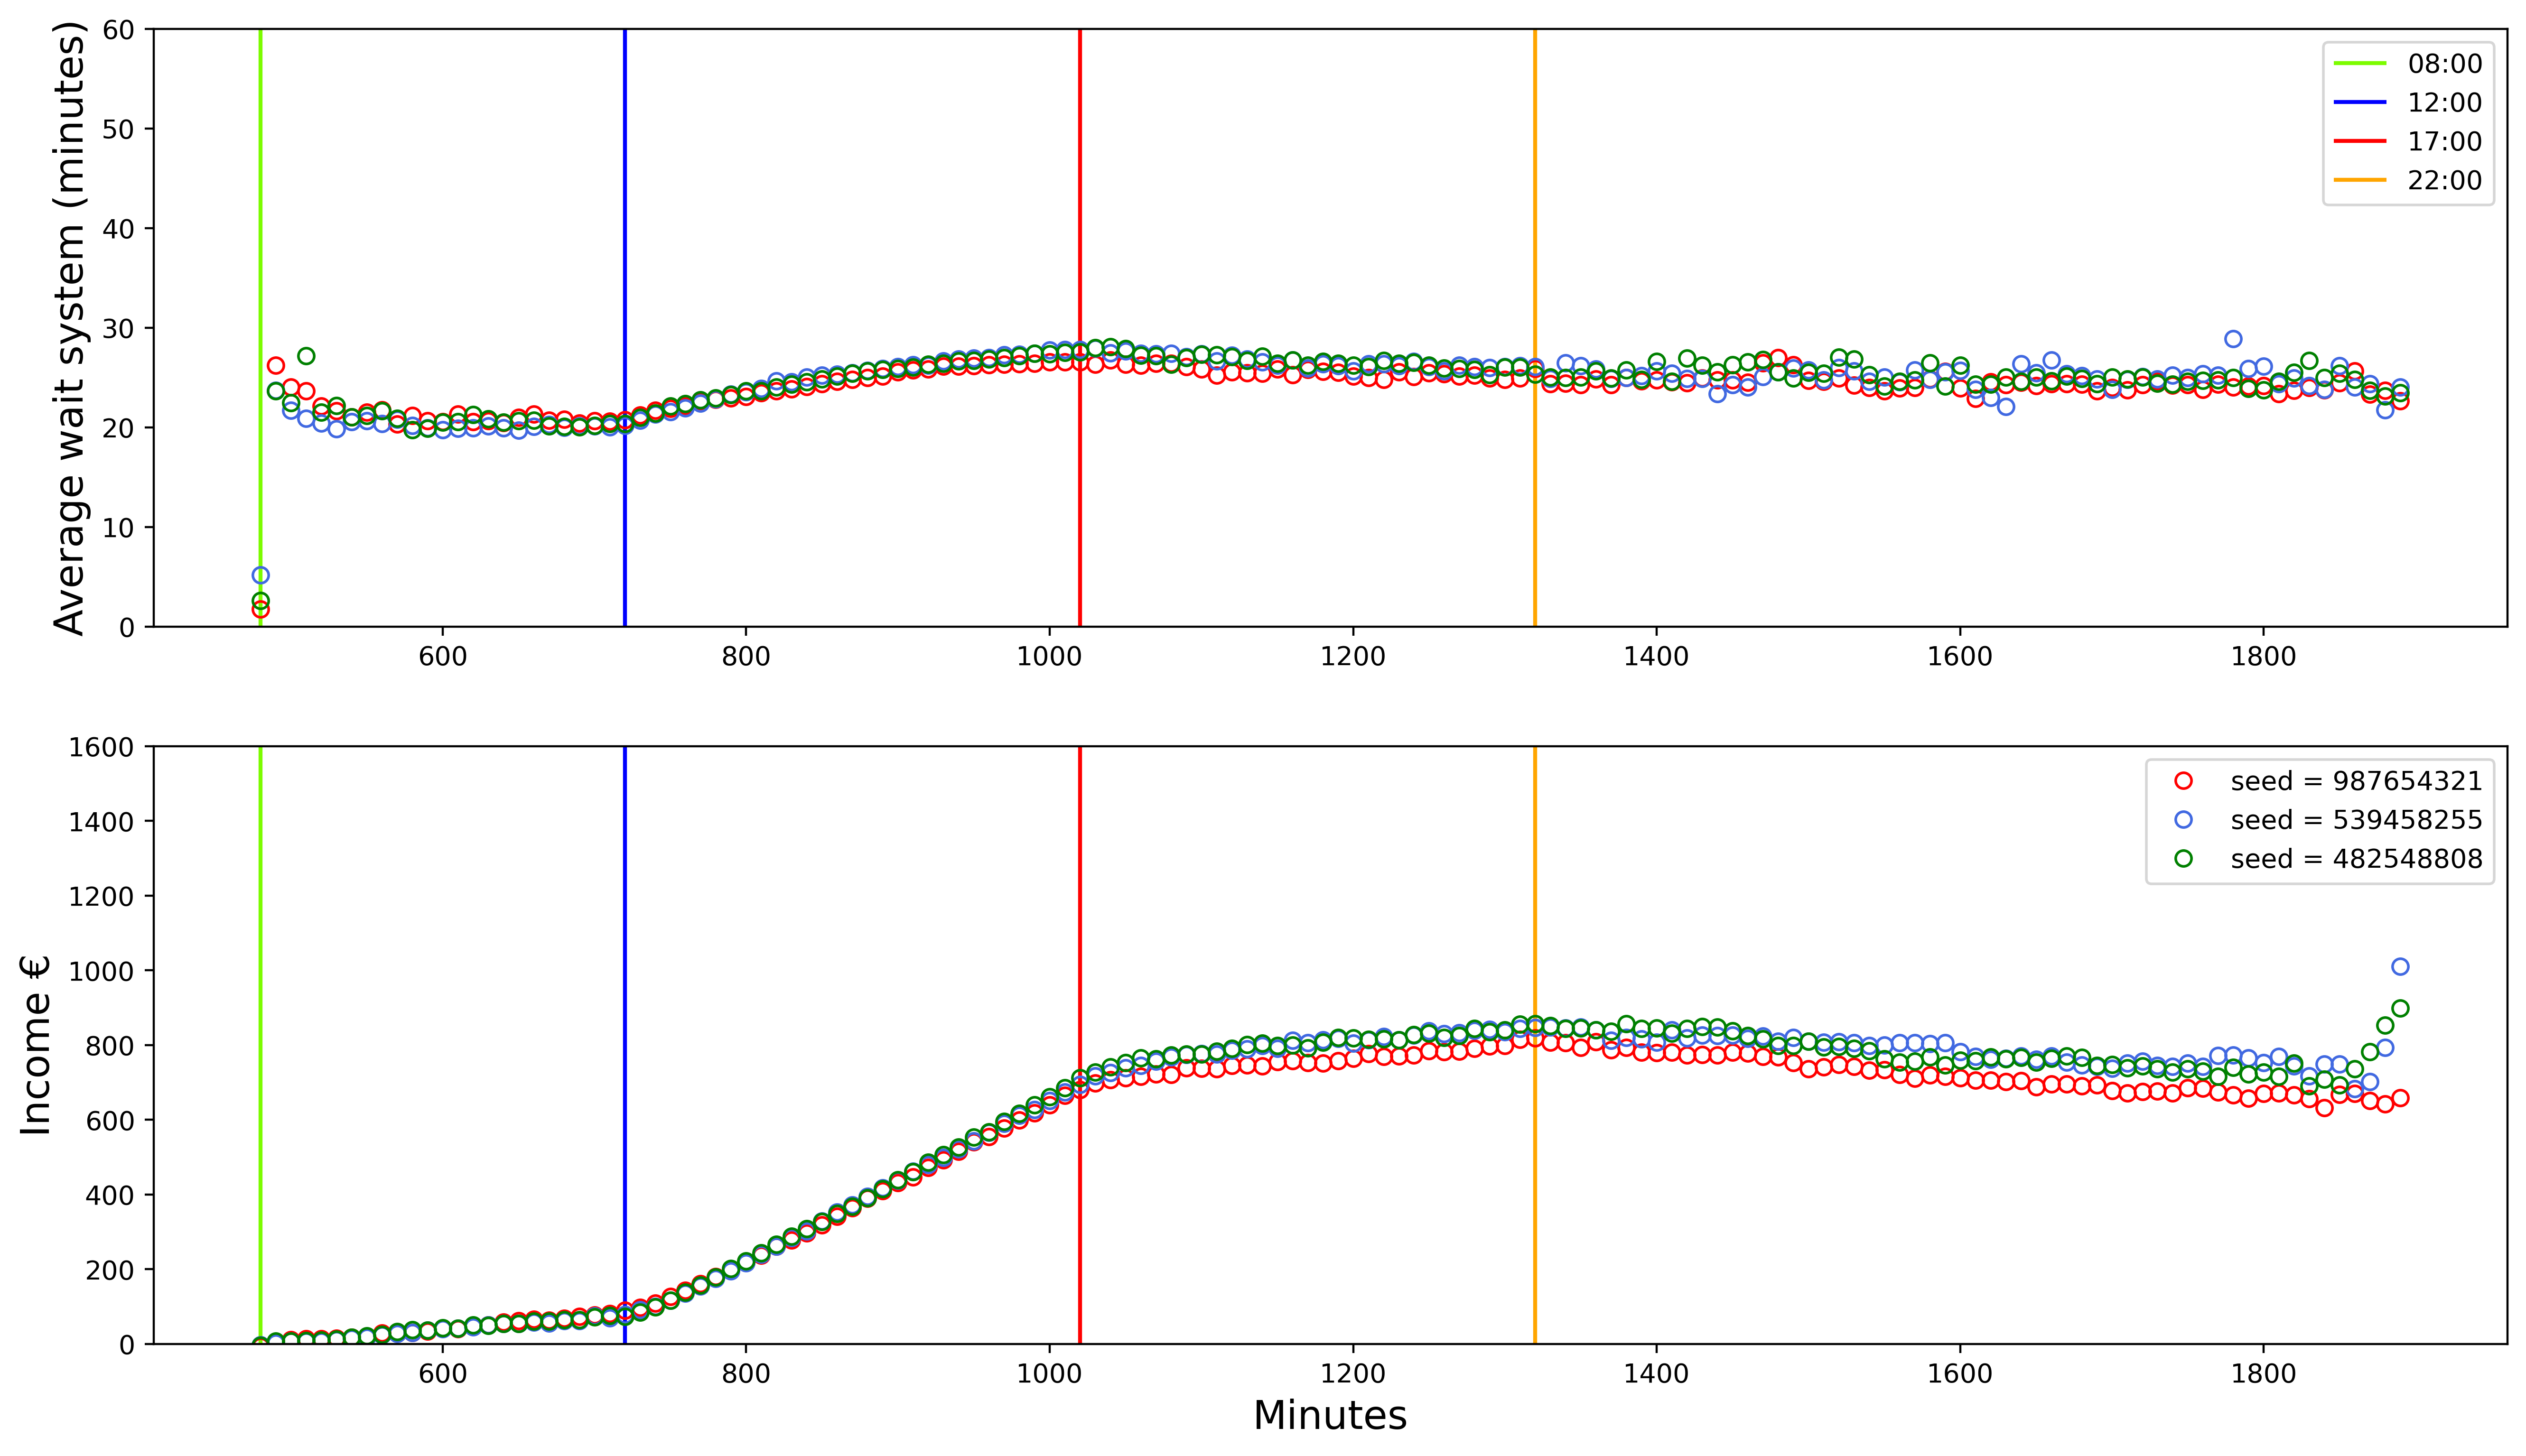 Average wait system (minutes)
60
50
40
30
20
10
0
600 800 1000 1200 1400 1600 1800
08:00
12:00
17:00
22:00
Income €
1600
1400
1200
1000
800
600
400
200
0
600 800 1000 1200 1400 1600 1800
seed = 987654321
seed = 539458255
seed = 482548808
Minutes